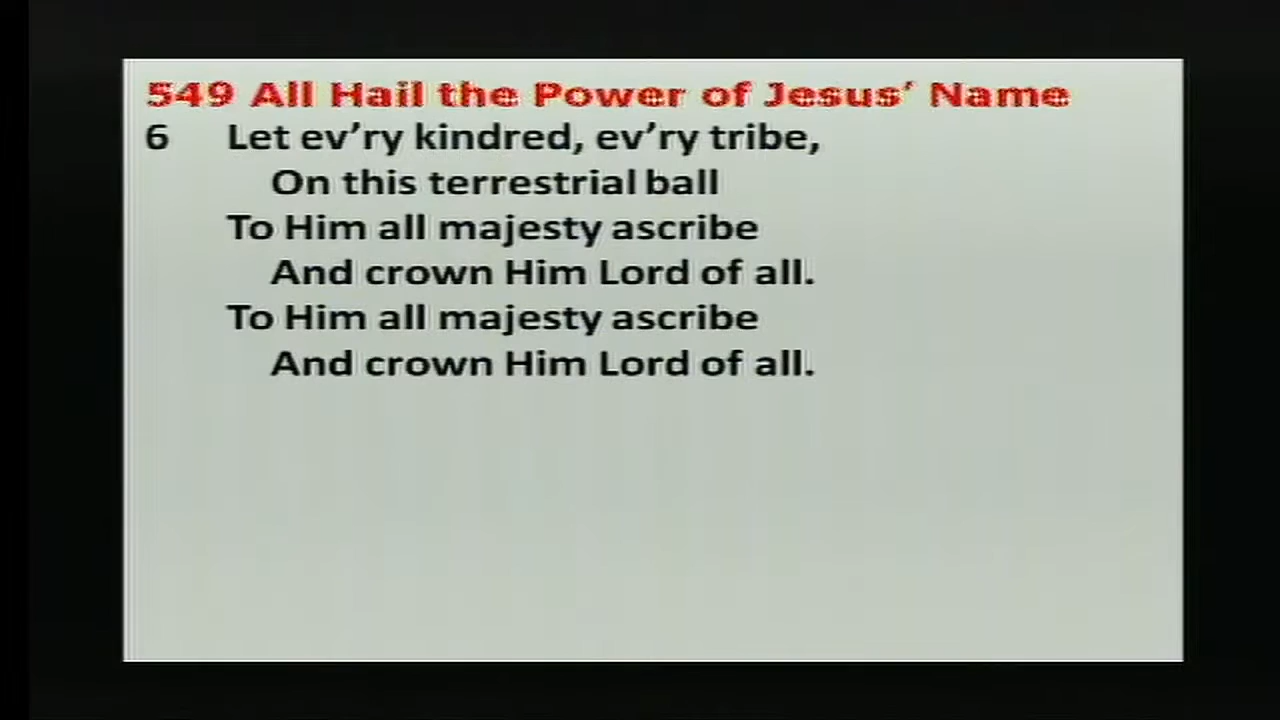 549 All Hail the Power of Jesus’ Name
6 Let ev’ry kindred, ev’ry tribe,
On this terrestrial ball
To Him all majesty ascribe
And crown Him Lord of all.
To Him all majesty ascribe
And crown Him Lord of all.